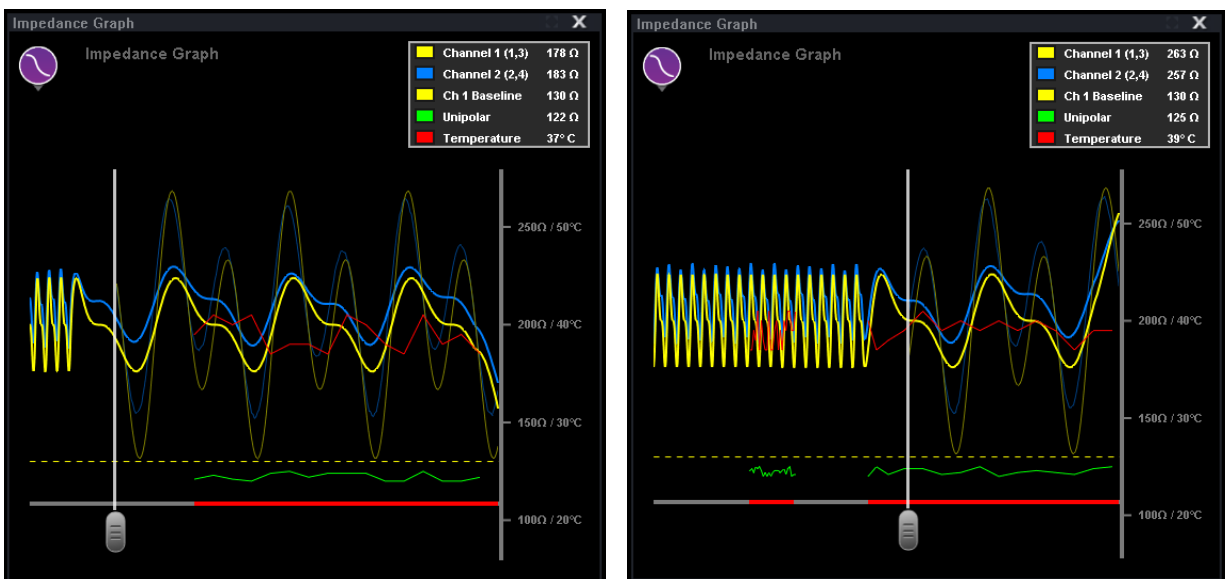 Impedance Graph X
Impedance Graph
Channel 1 (1,3) 178 Ω
Channel 2 (2,4) 183 Ω
Ch 1 Baseline 130 Ω
Unipolar 122 Ω
Temperature 37° C
250Ω / 50°C
200Ω / 40°C
150Ω / 30°C
100Ω / 20°C
Impedance Graph X
Impedance Graph
Channel 1 (1,3) 263 Ω
Channel 2 (2,4) 257 Ω
Ch 1 Baseline 130 Ω
Unipolar 125 Ω
Temperature 39° C
250Ω / 50°C
200Ω / 40°C
150Ω / 30°C
100Ω / 20°C